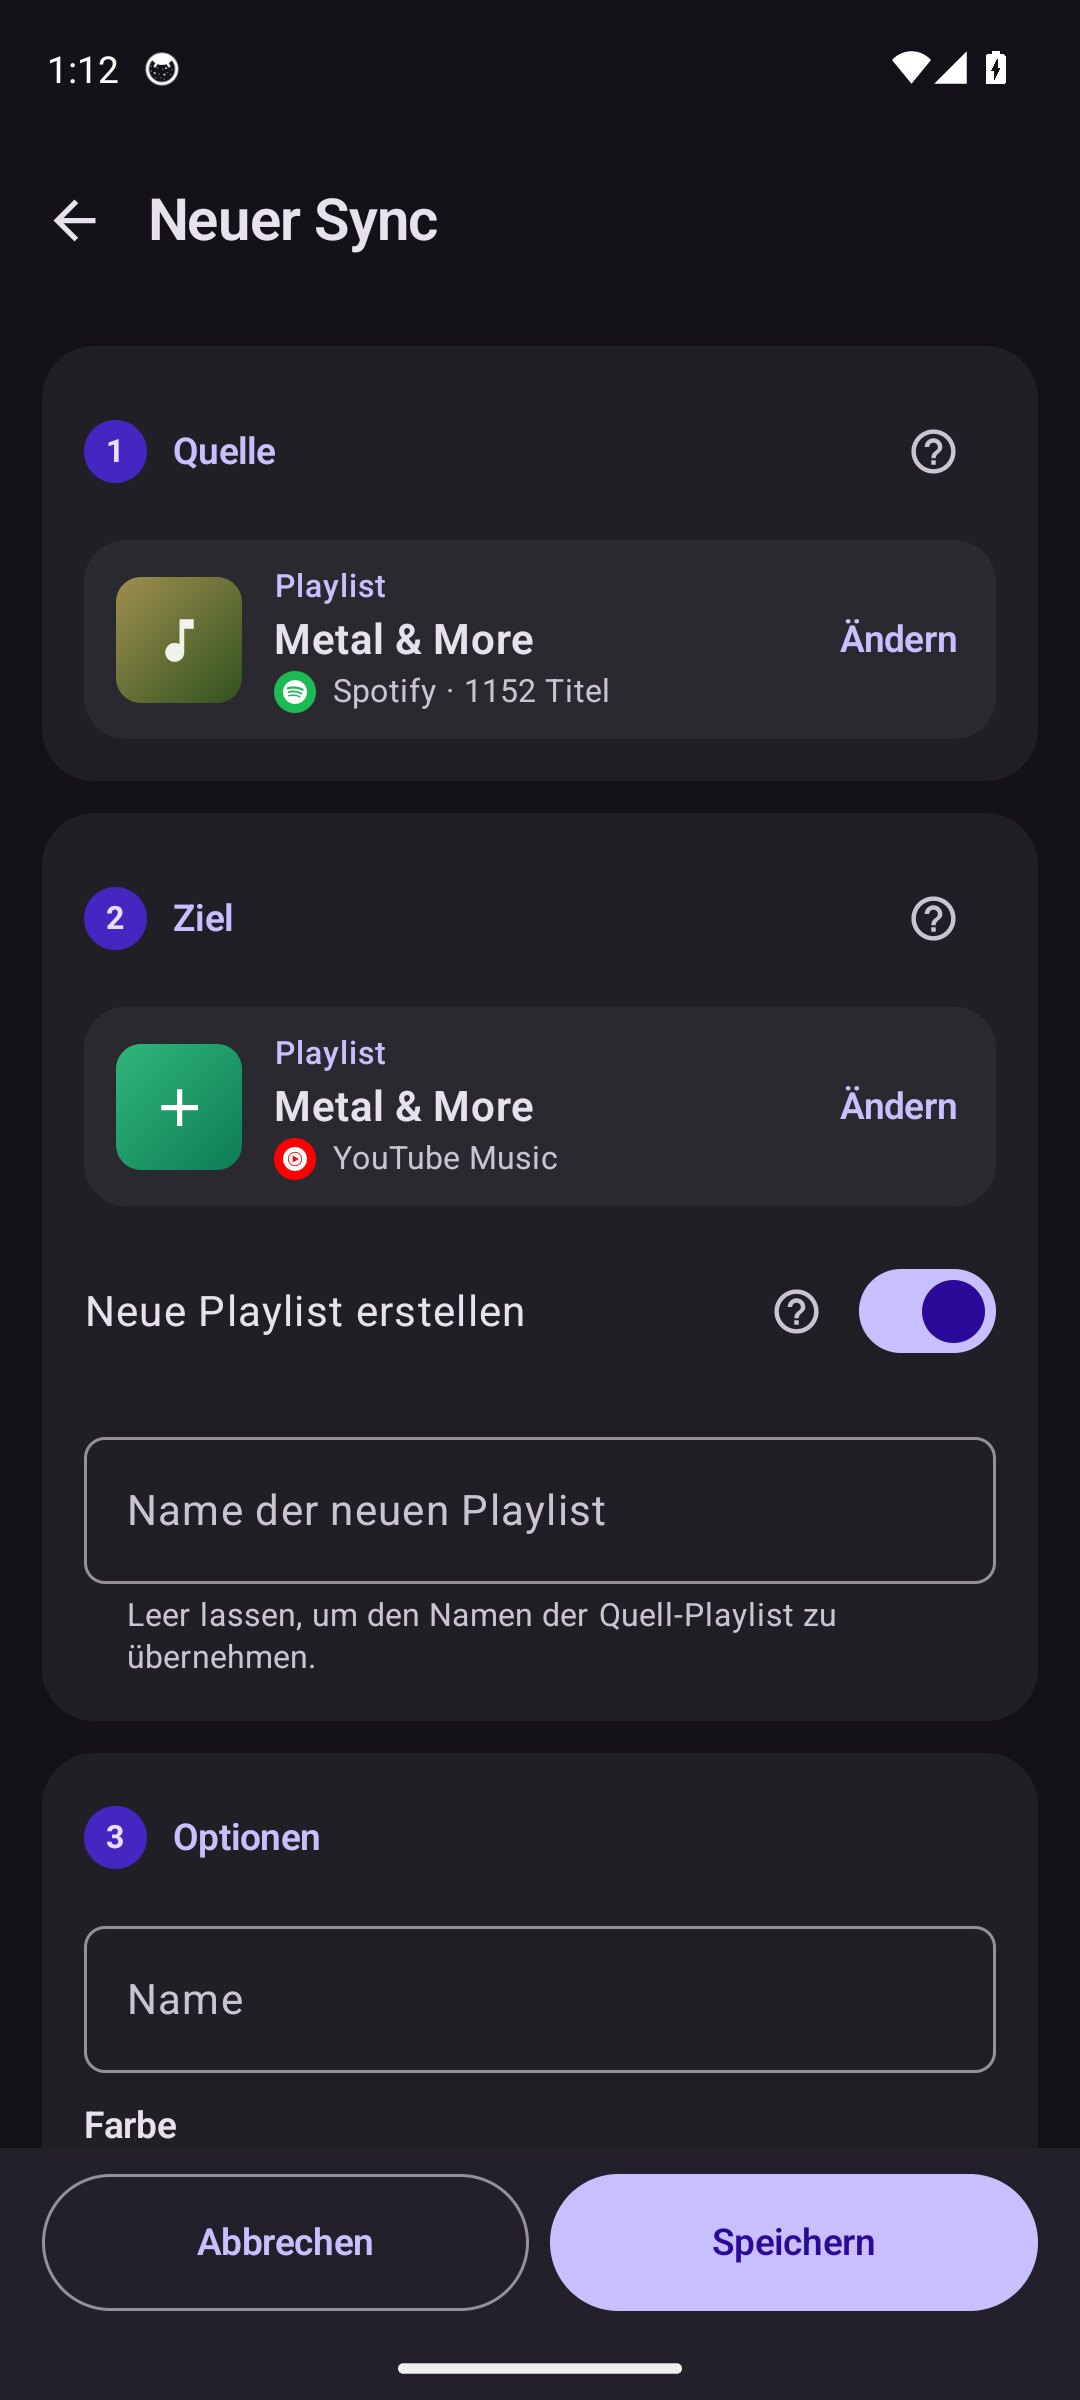 1:12
Neuer Sync
1 Quelle
Playlist
Metal & More
Ändern
Spotify · 1152 Titel
2 Ziel
Playlist
Metal & More
Ändern
YouTube Music
Neue Playlist erstellen
Name der neuen Playlist
Leer lassen, um den Namen der Quell-Playlist zu
übernehmen.
3 Optionen
Name
Farbe
Abbrechen
Speichern